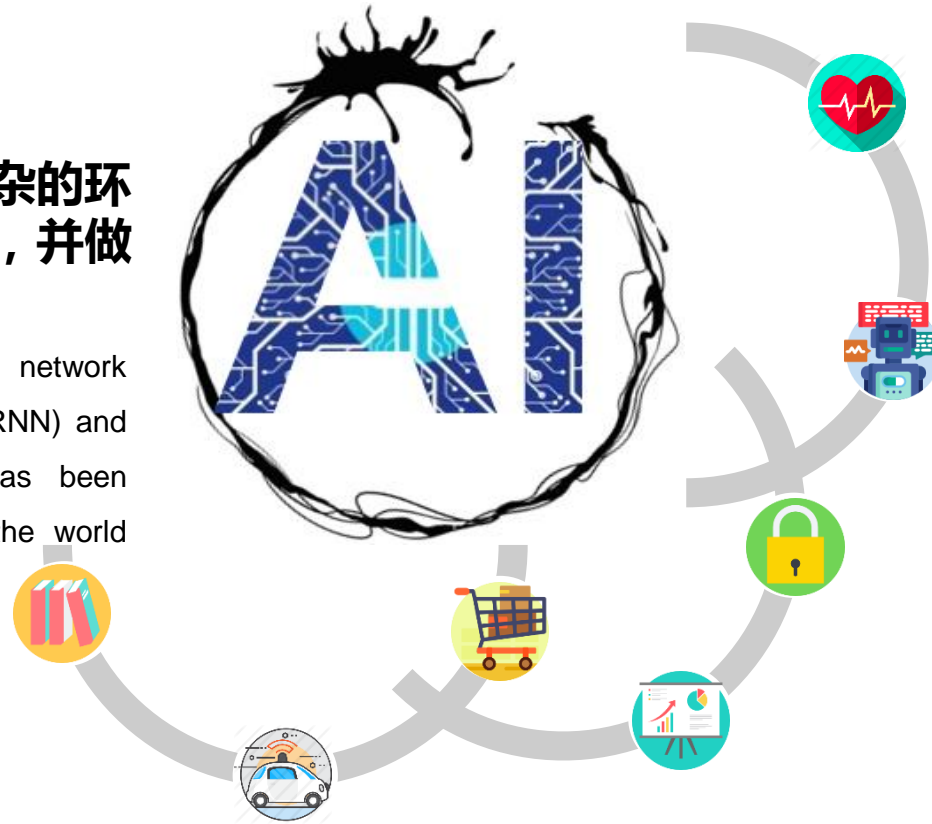 杂的环
，并做
network
RNN) and
as been
he world
AI